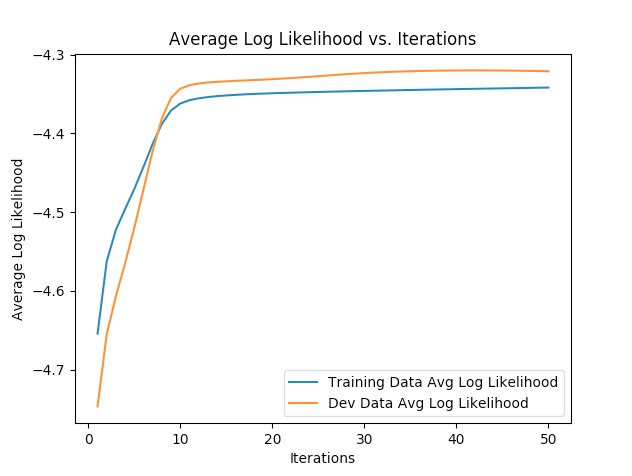 Average Log Likelihood vs. Iterations
−4.3
−4.4
−4.5
−4.6
−4.7
Average Log Likelihood
0 10 20 30 40 50
Iterations
Training Data Avg Log Likelihood
Dev Data Avg Log Likelihood